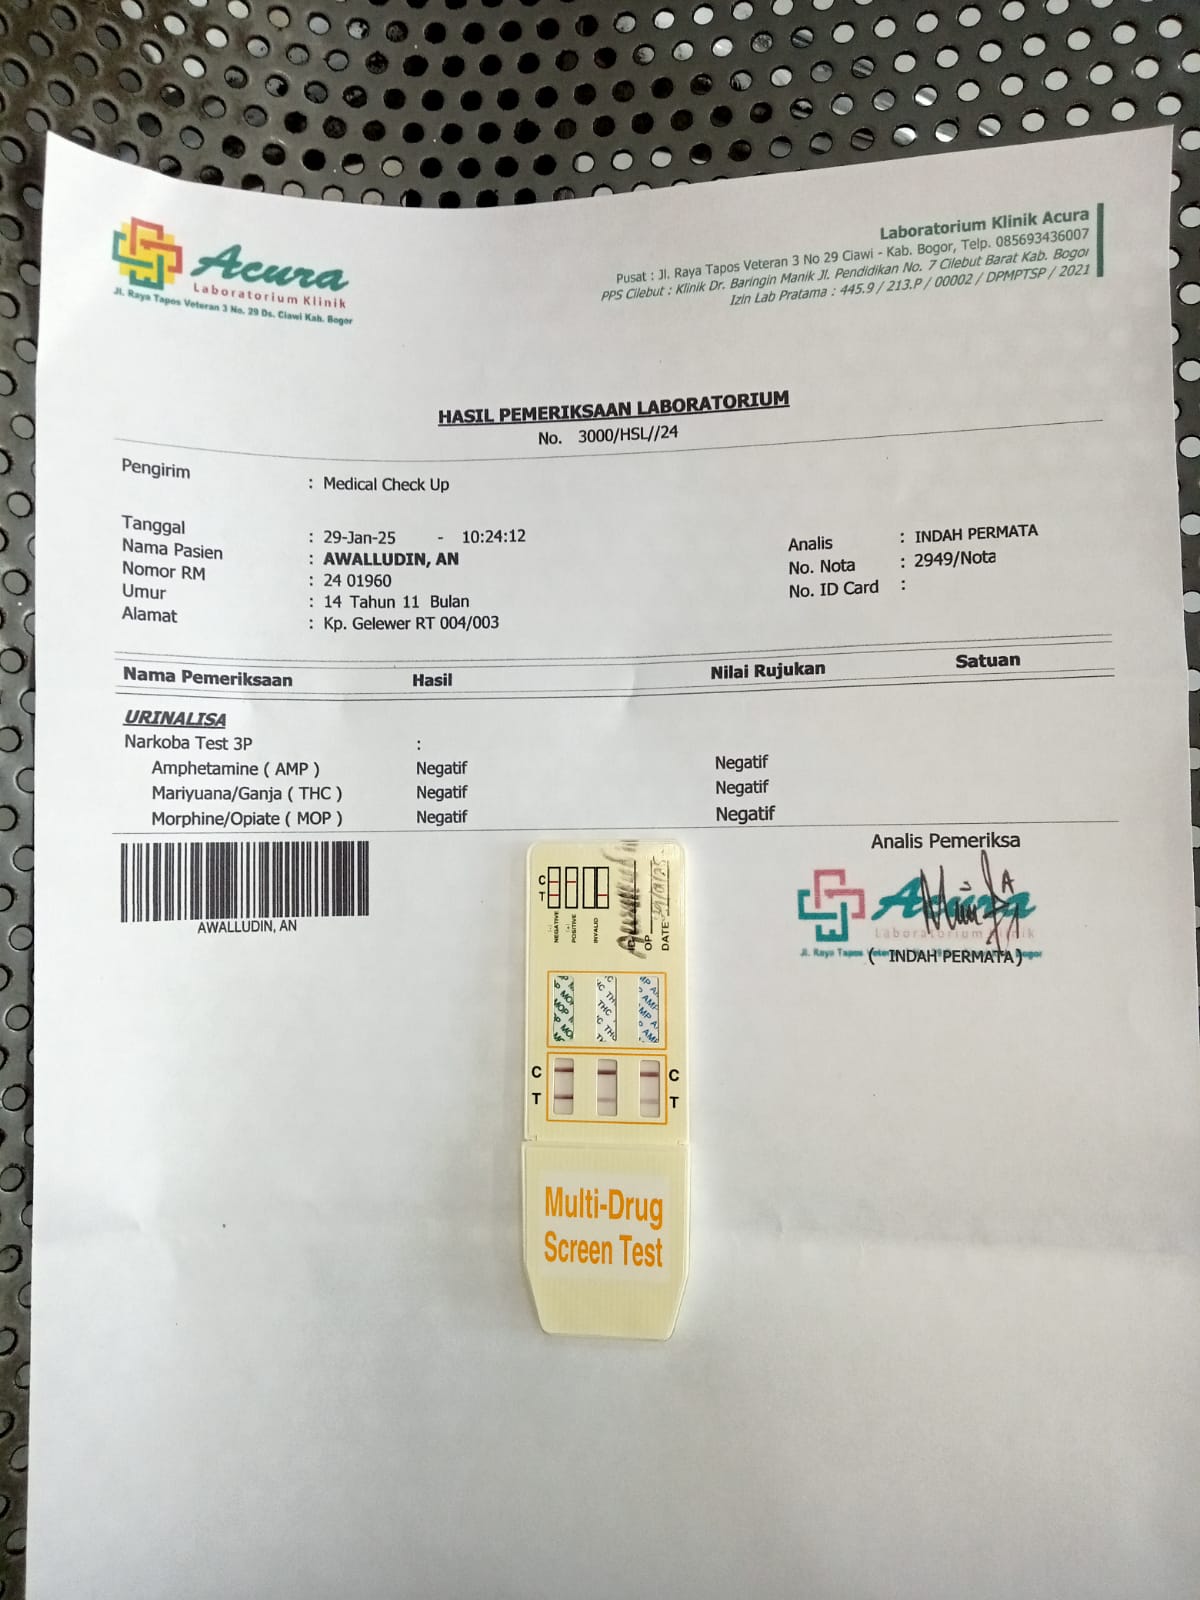 Acura
Laboratorium Klinik
Jl. Raya Tapos Veteran 3 No. 29 Ds. Ciawi Kab. Bogor
Laboratorium Klinik Acura
Pusat : Jl. Raya Tapos Veteran 3 No 29 Ciawi - Kab. Bogor, Telp. 085693436007
PPS Cilebut : Klinik Dr. Baringin Manik Jl. Pendidikan No. 7 Cilebut Barat Kab. Bogor
Izin Lab Pratama : 445.9 / 213.P / 00002 / DPMPTSP / 2021
HASIL PEMERIKSAAN LABORATORIUM
No. 3000/HSL//24
Pengirim : Medical Check Up
Tanggal : 29-Jan-25 - 10:24:12
Nama Pasien : AWALLUDIN, AN
Nomor RM : 24 01960
Umur : 14 Tahun 11 Bulan
Alamat : Kp. Gelewer RT 004/003
Analis : INDAH PERMATA
No. Nota : 2949/Nota
No. ID Card :
Nama Pemeriksaan Hasil Nilai Rujukan Satuan
URINALISA
Narkoba Test 3P :
Amphetamine ( AMP ) Negatif Negatif
Mariyuana/Ganja ( THC ) Negatif Negatif
Morphine/Opiate ( MOP ) Negatif Negatif
AWALLUDIN, AN
Analis Pemeriksa
Acura
Laboratorium Klinik
( INDAH PERMATA )
C
T
NEGATIVE
POSITIVE
INVALID
OP
DATE
MOP
THC
AMP
C C
T T
Multi-Drug
Screen Test